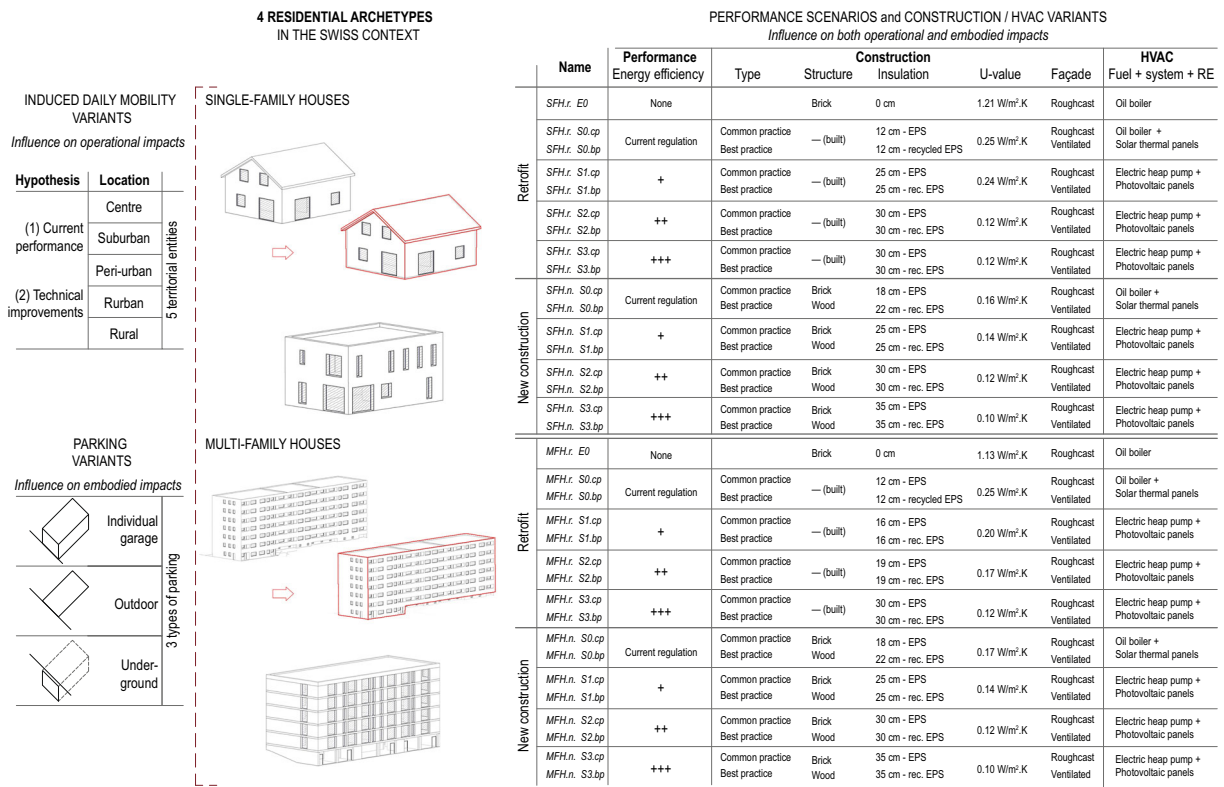 4 RESIDENTIAL ARCHETYPES
IN THE SWISS CONTEXT
INDUCED DAILY MOBILITY
VARIANTS
Influence on operational impacts
Hypothesis Location
(1) Current
performance
(2) Technical
improvements
Centre
Suburban
Peri-urban
Rurban
Rural
5 territorial entities
PARKING
VARIANTS
Influence on embodied impacts
Individual
garage
Outdoor
Under-
ground
3 types of parking
SINGLE-FAMILY HOUSES
MULTI-FAMILY HOUSES
PERFORMANCE SCENARIOS and CONSTRUCTION / HVAC VARIANTS
Influence on both operational and embodied impacts
Name Performance Construction HVAC
Energy efficiency Type Structure Insulation U-value Façade Fuel + system + RE
Retrofit
SFH.r. E0 None Brick 0 cm 1.21 W/m².K Roughcast Oil boiler
SFH.r. S0.cp Common practice 12 cm - EPS Roughcast Oil boiler +
Current regulation — (built) 0.25 W/m².K
SFH.r. S0.bp Best practice 12 cm - recycled EPS Ventilated Solar thermal panels
SFH.r. S1.cp Common practice 25 cm - EPS Roughcast Electric heap pump +
+ — (built) 0.24 W/m².K
SFH.r. S1.bp Best practice 25 cm - rec. EPS Ventilated Photovoltaic panels
SFH.r. S2.cp Common practice 30 cm - EPS Roughcast Electric heap pump +
++ — (built) 0.12 W/m².K
SFH.r. S2.bp Best practice 30 cm - rec. EPS Ventilated Photovoltaic panels
SFH.r. S3.cp Common practice 30 cm - EPS Roughcast Electric heap pump +
+++ — (built) 0.12 W/m².K
SFH.r. S3.bp Best practice 30 cm - rec. EPS Ventilated Photovoltaic panels
New construction
SFH.n. S0.cp Common practice Brick 18 cm - EPS Roughcast Oil boiler +
Current regulation 0.16 W/m².K
SFH.n. S0.bp Best practice Wood 22 cm - rec. EPS Ventilated Solar thermal panels
SFH.n. S1.cp Common practice Brick 25 cm - EPS Roughcast Electric heap pump +
+ 0.14 W/m².K
SFH.n. S1.bp Best practice Wood 25 cm - rec. EPS Ventilated Photovoltaic panels
SFH.n. S2.cp Common practice Brick 30 cm - EPS Roughcast Electric heap pump +
++ 0.12 W/m².K
SFH.n. S2.bp Best practice Wood 30 cm - rec. EPS Ventilated Photovoltaic panels
SFH.n. S3.cp Common practice Brick 35 cm - EPS Roughcast Electric heap pump +
+++ 0.10 W/m².K
SFH.n. S3.bp Best practice Wood 35 cm - rec. EPS Ventilated Photovoltaic panels
Retrofit
MFH.r. E0 None Brick 0 cm 1.13 W/m².K Roughcast Oil boiler
MFH.r. S0.cp Common practice 12 cm - EPS Roughcast Oil boiler +
Current regulation — (built) 0.25 W/m².K
MFH.r. S0.bp Best practice 12 cm - recycled EPS Ventilated Solar thermal panels
MFH.r. S1.cp Common practice 16 cm - EPS Roughcast Electric heap pump +
+ — (built) 0.20 W/m².K
MFH.r. S1.bp Best practice 16 cm - rec. EPS Ventilated Photovoltaic panels
MFH.r. S2.cp Common practice 19 cm - EPS Roughcast Electric heap pump +
++ — (built) 0.17 W/m².K
MFH.r. S2.bp Best practice 19 cm - rec. EPS Ventilated Photovoltaic panels
MFH.r. S3.cp Common practice 30 cm - EPS Roughcast Electric heap pump +
+++ — (built) 0.12 W/m².K
MFH.r. S3.bp Best practice 30 cm - rec. EPS Ventilated Photovoltaic panels
New construction
MFH.n. S0.cp Common practice Brick 18 cm - EPS Roughcast Oil boiler +
Current regulation 0.17 W/m².K
MFH.n. S0.bp Best practice Wood 22 cm - rec. EPS Ventilated Solar thermal panels
MFH.n. S1.cp Common practice Brick 25 cm - EPS Roughcast Electric heap pump +
+ 0.14 W/m².K
MFH.n. S1.bp Best practice Wood 25 cm - rec. EPS Ventilated Photovoltaic panels
MFH.n. S2.cp Common practice Brick 30 cm - EPS Roughcast Electric heap pump +
++ 0.12 W/m².K
MFH.n. S2.bp Best practice Wood 30 cm - rec. EPS Ventilated Photovoltaic panels
MFH.n. S3.cp Common practice Brick 35 cm - EPS Roughcast Electric heap pump +
+++ 0.10 W/m².K
MFH.n. S3.bp Best practice Wood 35 cm - rec. EPS Ventilated Photovoltaic panels